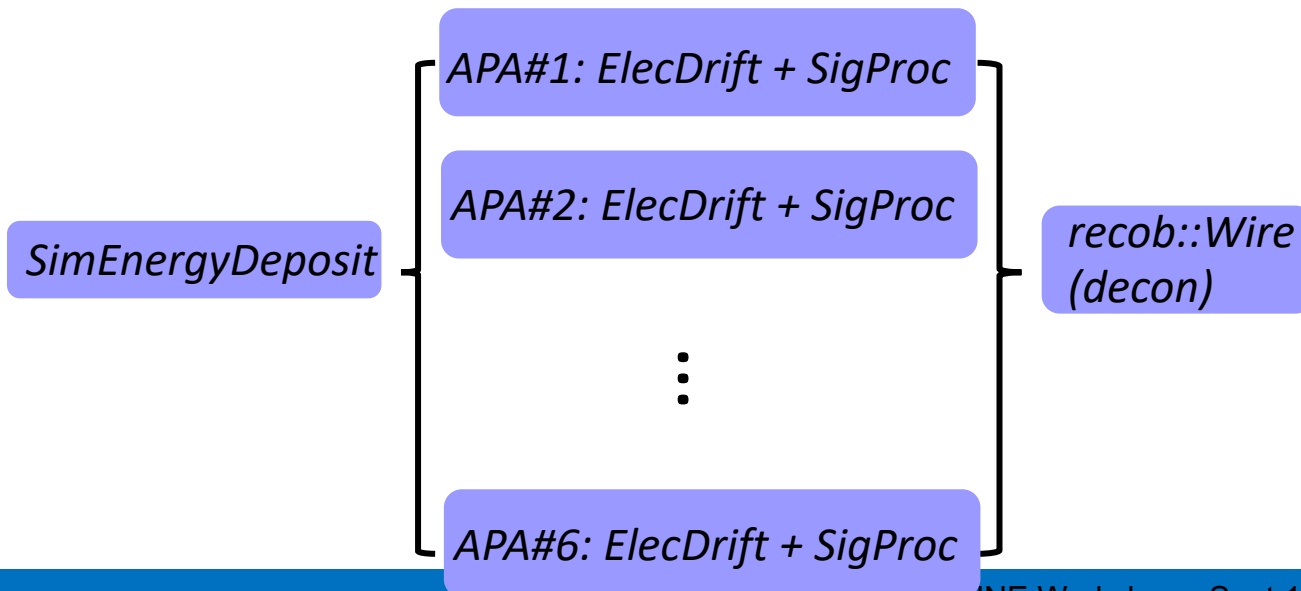 APA#1: ElecDrift + SigProc
APA#2: ElecDrift + SigProc
SimEnergyDeposit
recob::Wire
(decon)
⋮
APA#6: ElecDrift + SigProc